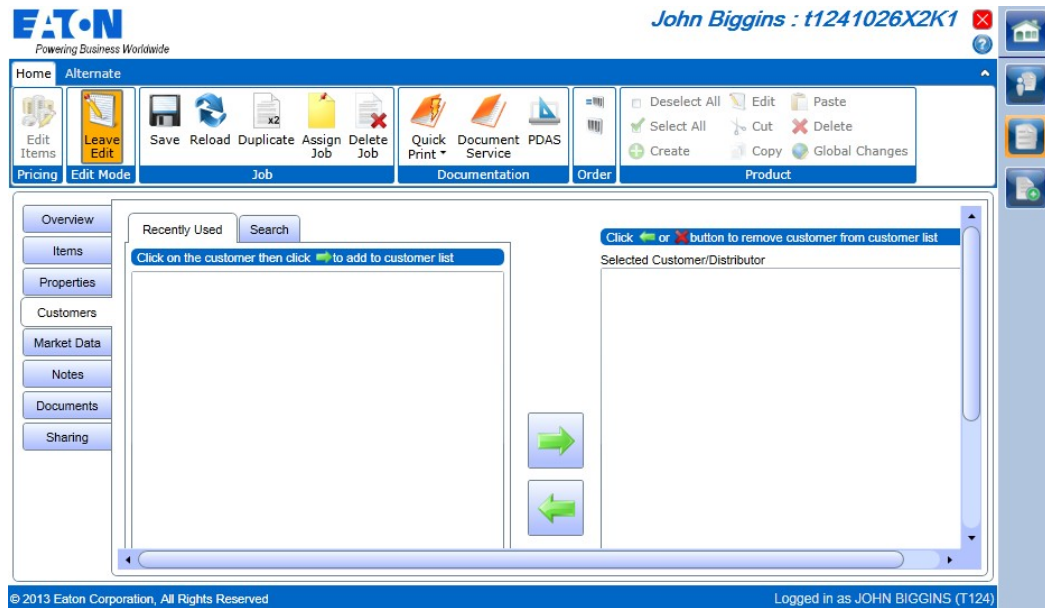 EATON
Powering Business Worldwide
John Biggins : t1241026X2K1
Home Alternate
Edit Items
Leave Edit
Save Reload Duplicate Assign Job Delete Job
x2
Quick Print Document Service PDAS
Deselect All Edit Paste
Select All Cut Delete
Create Copy Global Changes
Pricing Edit Mode Job Documentation Order Product
Overview
Items
Properties
Customers
Market Data
Notes
Documents
Sharing
Recently Used Search
Click on the customer then click to add to customer list
Click or button to remove customer from customer list
Selected Customer/Distributor
© 2013 Eaton Corporation, All Rights Reserved
Logged in as JOHN BIGGINS (T124)